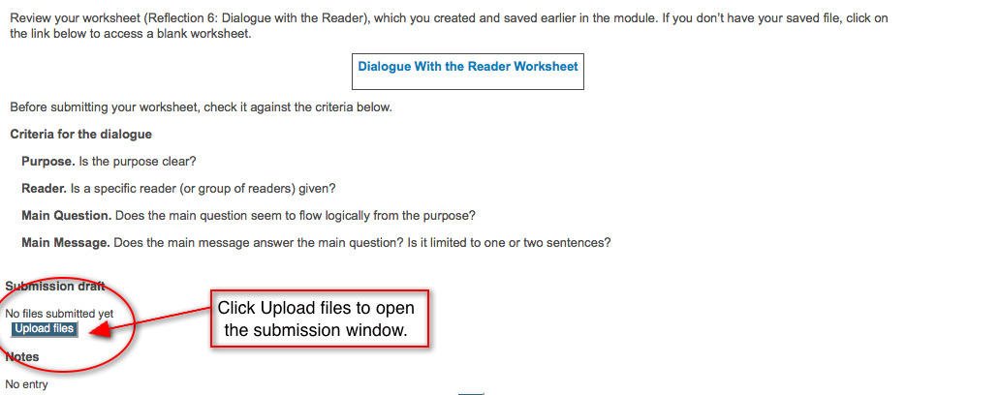 Review your worksheet (Reflection 6: Dialogue with the Reader), which you created and saved earlier in the module. If you don't have your saved file, click on
the link below to access a blank worksheet.
Dialogue With the Reader Worksheet
Before submitting your worksheet, check it against the criteria below.
Criteria for the dialogue
Purpose. Is the purpose clear?
Reader. Is a specific reader (or group of readers) given?
Main Question. Does the main question seem to flow logically from the purpose?
Main Message. Does the main message answer the main question? Is it limited to one or two sentences?
Submission draft
No files submitted yet
Upload files
Click Upload files to open
the submission window.
Notes
No entry